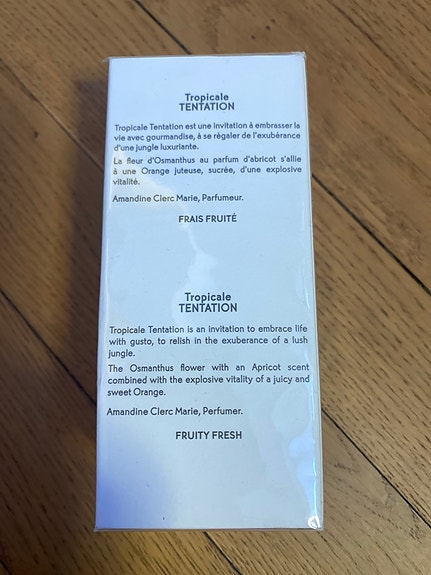 Tropicale
TENTATION
Tropicale Tentation est une invitation à embrasser la
vie avec gourmandise, à se régaler de l'exubérance
d'une jungle luxuriante.
La fleur d'Osmanthus au parfum d'abricot s'allie
à une Orange juteuse, sucrée, d'une explosive
vitalité.
Amandine Clerc Marie, Parfumeur.
FRAIS FRUITÉ
Tropicale
TENTATION
Tropicale Tentation is an invitation to embrace life
with gusto, to relish in the exuberance of a lush
jungle.
The Osmanthus flower with an Apricot scent
combined with the explosive vitality of a juicy and
sweet Orange.
Amandine Clerc Marie, Perfumer.
FRUITY FRESH